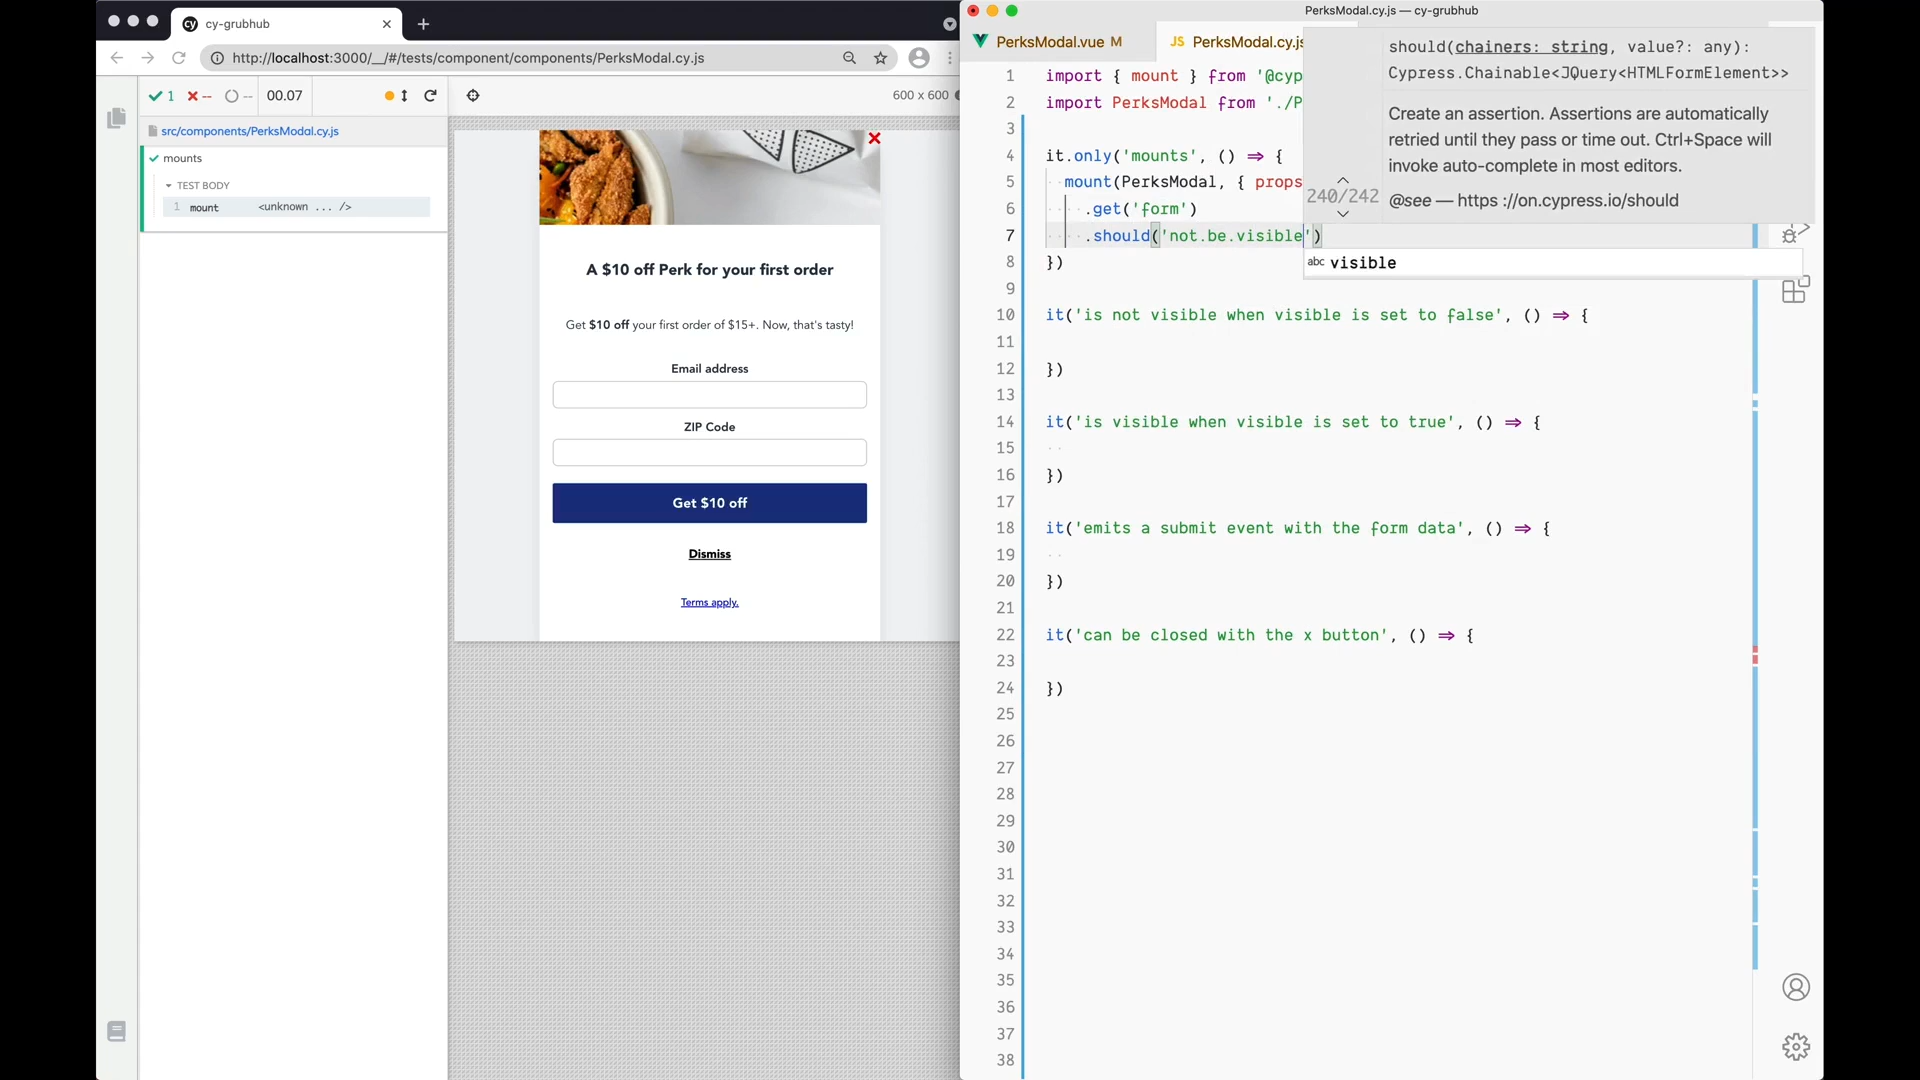 cy-grubhub
http://localhost:3000/__/#/tests/component/components/PerksModal.cy.js
1 -- -- 00.07
600 x 600
src/components/PerksModal.cy.js
mounts
TEST BODY
1 mount <unknown ... />
A $10 off Perk for your first order
Get $10 off your first order of $15+. Now, that's tasty!
Email address
ZIP Code
Get $10 off
Dismiss
Terms apply.
PerksModal.cy.js — cy-grubhub
PerksModal.vue M
JS PerksModal.cy.js
should(chainers: string, value?: any):
Cypress.Chainable<JQuery<HTMLFormElement>>
Create an assertion. Assertions are automatically
retried until they pass or time out. Ctrl+Space will
invoke auto-complete in most editors.
240/242
@see — https ://on.cypress.io/should
1 import { mount } from '@cyp
2 import PerksModal from './P
3
4 it.only('mounts', () => {
5 mount(PerksModal, { props
6 .get('form')
7 .should('not.be.visible')
abc visible
8 })
9
10 it('is not visible when visible is set to false', () => {
11
12 })
13
14 it('is visible when visible is set to true', () => {
15
16 })
17
18 it('emits a submit event with the form data', () => {
19
20 })
21
22 it('can be closed with the x button', () => {
23
24 })
25
26
27
28
29
30
31
32
33
34
35
36
37
38